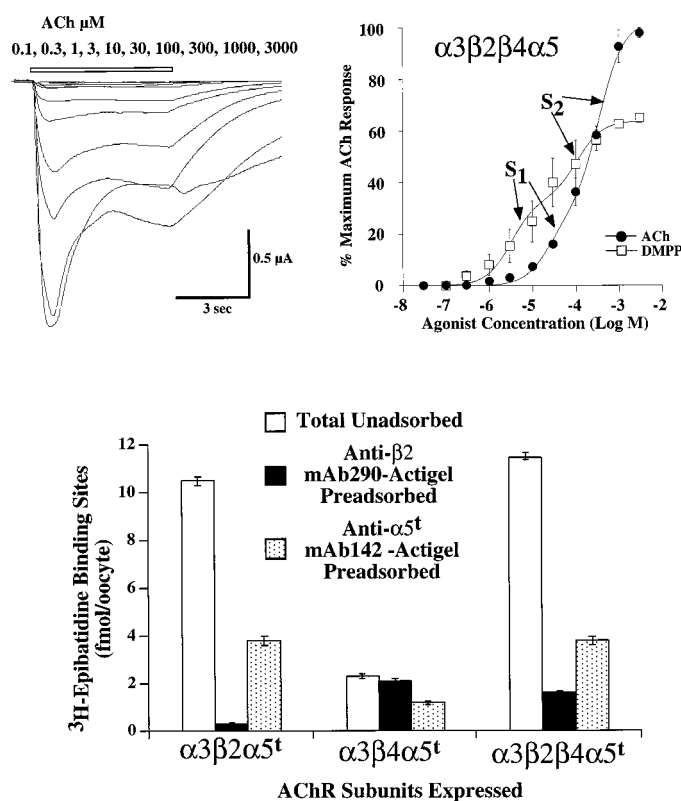 ACh µM
0.1, 0.3, 1, 3, 10, 30, 100, 300, 1000, 3000
0.5 µA
3 sec
% Maximum ACh Response
100
80
60
40
20
0
α3β2β4α5
S2
S1
ACh
DMPP
-8 -7 -6 -5 -4 -3 -2
Agonist Concentration (Log M)
³H-Epibatidine Binding Sites
(fmol/oocyte)
12
10
8
6
4
2
0
Total Unadsorbed
Anti-β2
mAb290-Actigel
Preadsorbed
Anti-α5ᵗ
mAb142 -Actigel
Preadsorbed
α3β2α5ᵗ α3β4α5ᵗ α3β2β4α5ᵗ
AChR Subunits Expressed